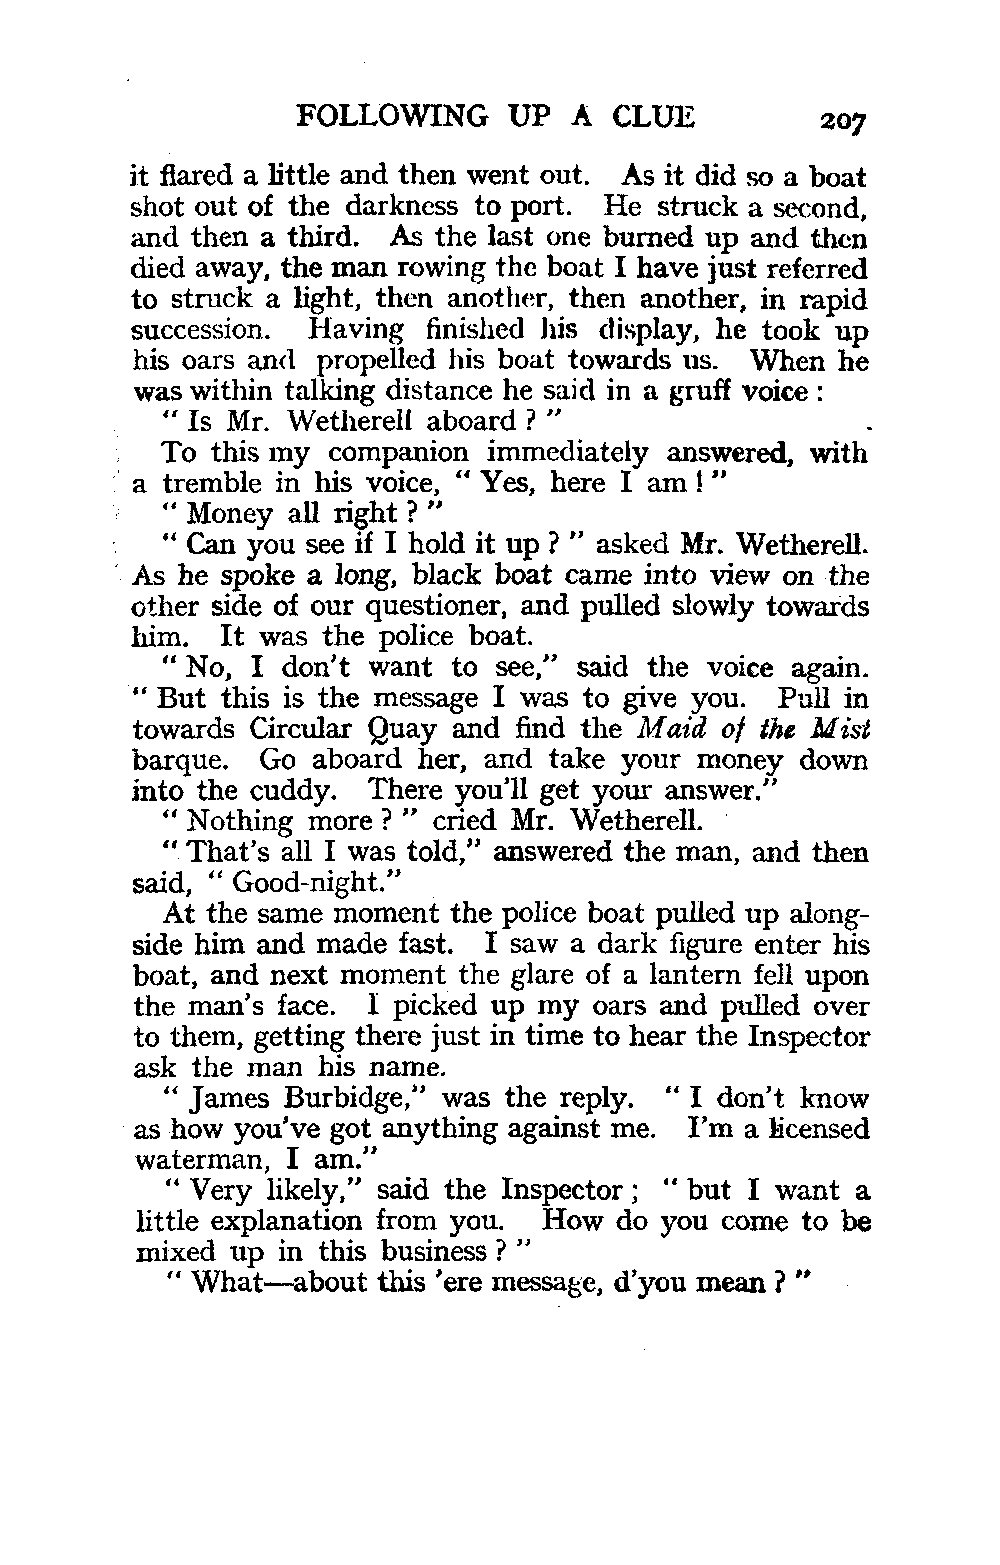 FOLLOWING UP A CLUE 207
it flared a little and then went out. As it did so a boat
shot out of the darkness to port. He struck a second,
and then a third. As the last one burned up and then
died away, the man rowing the boat I have just referred
to struck a light, then another, then another, in rapid
succession. Having finished his display, he took up
his oars and propelled his boat towards us. When he
was within talking distance he said in a gruff voice :
“ Is Mr. Wetherell aboard ? ”
To this my companion immediately answered, with
a tremble in his voice, “ Yes, here I am ! ”
“ Money all right ? ”
“ Can you see if I hold it up ? ” asked Mr. Wetherell.
As he spoke a long, black boat came into view on the
other side of our questioner, and pulled slowly towards
him. It was the police boat.
“ No, I don't want to see,” said the voice again.
“ But this is the message I was to give you. Pull in
towards Circular Quay and find the Maid of the Mist
barque. Go aboard her, and take your money down
into the cuddy. There you'll get your answer.”
“ Nothing more ? ” cried Mr. Wetherell.
“ That's all I was told,” answered the man, and then
said, “ Good-night.”
At the same moment the police boat pulled up along-
side him and made fast. I saw a dark figure enter his
boat, and next moment the glare of a lantern fell upon
the man's face. I picked up my oars and pulled over
to them, getting there just in time to hear the Inspector
ask the man his name.
“ James Burbidge,” was the reply. “ I don't know
as how you've got anything against me. I'm a licensed
waterman, I am.”
“ Very likely,” said the Inspector ; “ but I want a
little explanation from you. How do you come to be
mixed up in this business ? ”
“ What—about this 'ere message, d'you mean ? ”